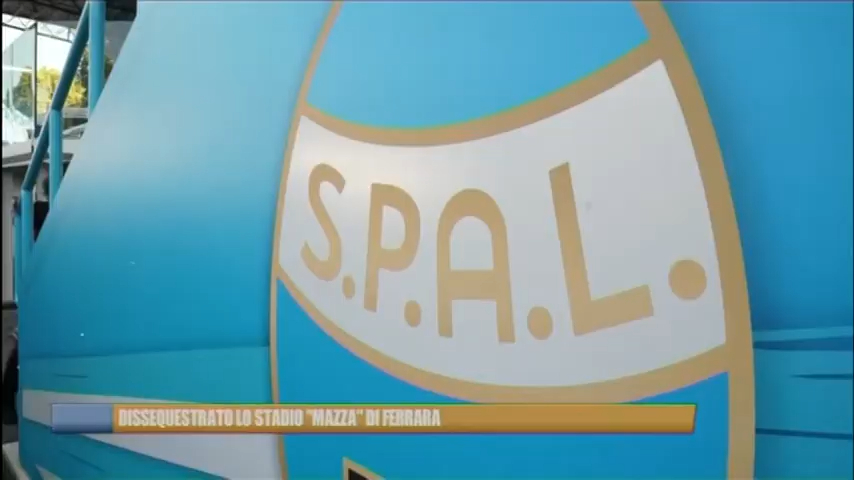 S.P.A.L.
DISSEQUESTRATO LO STADIO "MAZZA" DI FERRARA